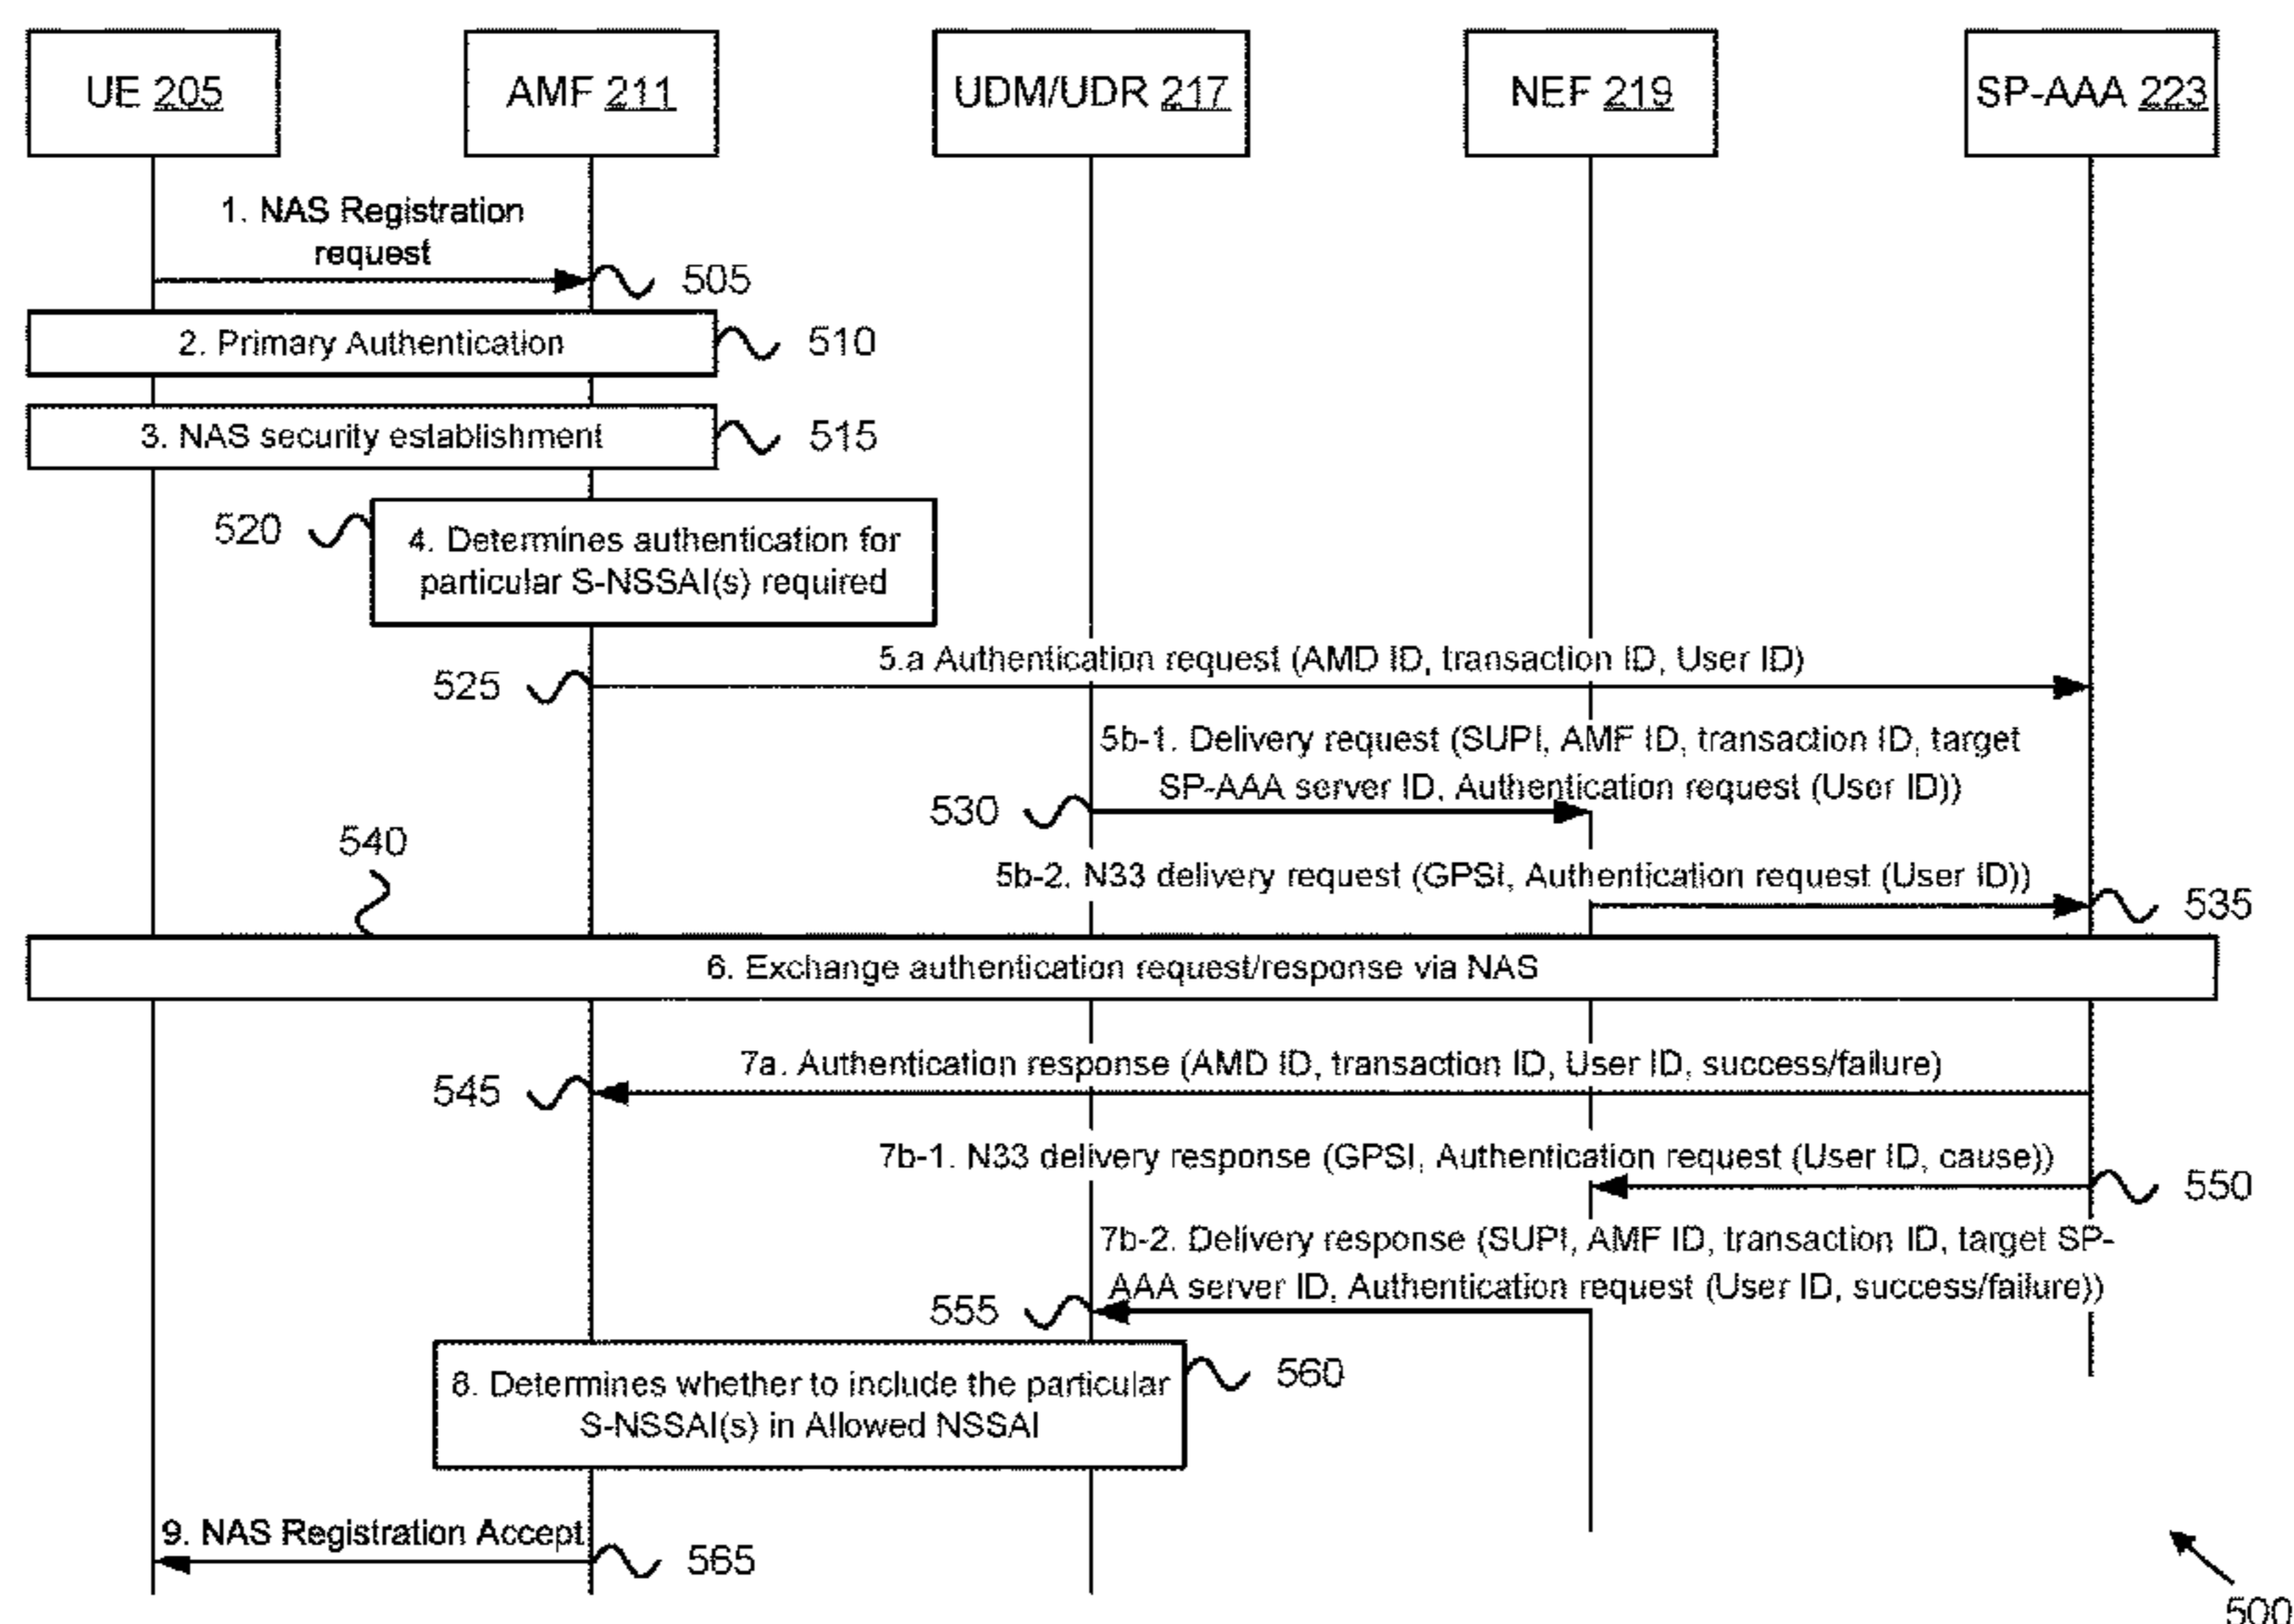 UE 205
AMF 211
UDM/UDR 217
NEF 219
SP-AAA 223
1. NAS Registration
request
505
2. Primary Authentication
510
3. NAS security establishment
515
520
4. Determines authentication for
particular S-NSSAI(s) required
5.a Authentication request (AMD ID, transaction ID, User ID)
525
5b-1. Delivery request (SUPI, AMF ID, transaction ID, target
SP-AAA server ID, Authentication request (User ID))
530
540
5b-2. N33 delivery request (GPSI, Authentication request (User ID))
535
6. Exchange authentication request/response via NAS
7a. Authentication response (AMD ID, transaction ID, User ID, success/failure)
545
7b-1. N33 delivery response (GPSI, Authentication request (User ID, cause))
550
7b-2. Delivery response (SUPI, AMF ID, transaction ID, target SP-
AAA server ID, Authentication request (User ID, success/failure))
555
8. Determines whether to include the particular
S-NSSAI(s) in Allowed NSSAI
560
9. NAS Registration Accept
565
500